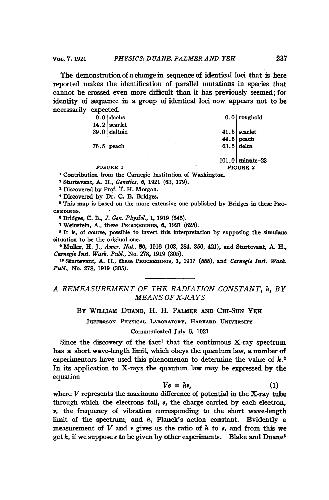 VOL. 7, 1921 PHYSICS: DUANE, PALMER AND YEH 237
The demonstration of a change in sequence of identical loci that is here
reported makes the identification of parallel mutations in species that
cannot be crossed even more difficult than it has previously seemed; for
identity of sequence in a group of identical loci now appears not to be
necessarily expected.
0.0 dachs 0.0 roughoid
14.2 scarlet
39.0 deltoid 41.5 scarlet
44.5 peach
75.5 peach 63.5 delta
101.0 minute-
FIGURE 1 FIGURE 2
1 Contribution from the Carnegie Institution of Washington.
2 Sturtevant, A. H., Genetics, 6, 1921 (63, 179).
3 Discovered by Prof. T. H. Morgan.
4 Discovered by Dr. C. B. Bridges.
5 This map is based on the more extensive one published by Bridges in these PRO-
CEEDINGS.
6 Bridges, C. B., J. Gen. Physiol., 1, 1919 (645).
7 Weinstein, A., these PROCEEDINGS, 6, 1920 (625).
8 It is, of course, possible to invert this interpretation by supposing the simulans
situation to be the original one.
9 Muller, H. J., Amer. Nat., 50, 1916 (193, 284, 350, 421), and Sturtevant, A. H.,
Carnegie Inst. Wash. Publ., No. 278, 1919 (305).
10 Sturtevant, A. H., these PROCEEDINGS, 3, 1917 (555), and Carnegie Inst. Wash.
Publ., No. 278, 1919 (305).
A REMEASUREMENT OF THE RADIATION CONSTANT, h, BY
MEANS OF X-RAYS
BY WILLIAM DUANE, H. H. PALMER AND CHI-SUN YEH
JEFFERSON PHYSICAL LABORATORY, HARVARD UNIVERSITY
Communicated July 5, 1921
Since the discovery of the fact1 that the continuous X-ray spectrum
has a short wave-length limit, which obeys the quantum law, a number of
experimenters have used this phenomenon to determine the value of h.2
In its application to X-rays the quantum law may be expressed by the
equation
Ve = hν, (1)
where V represents the maximum difference of potential in the X-ray tube
through which the electrons fall, e, the charge carried by each electron,
ν, the frequency of vibration corresponding to the short wave-length
limit of the spectrum, and h, Planck's action constant. Evidently a
measurement of V and ν gives us the ratio of h to e, and from this we
get h, if we suppose e to be given by other experiments. Blake and Duane3